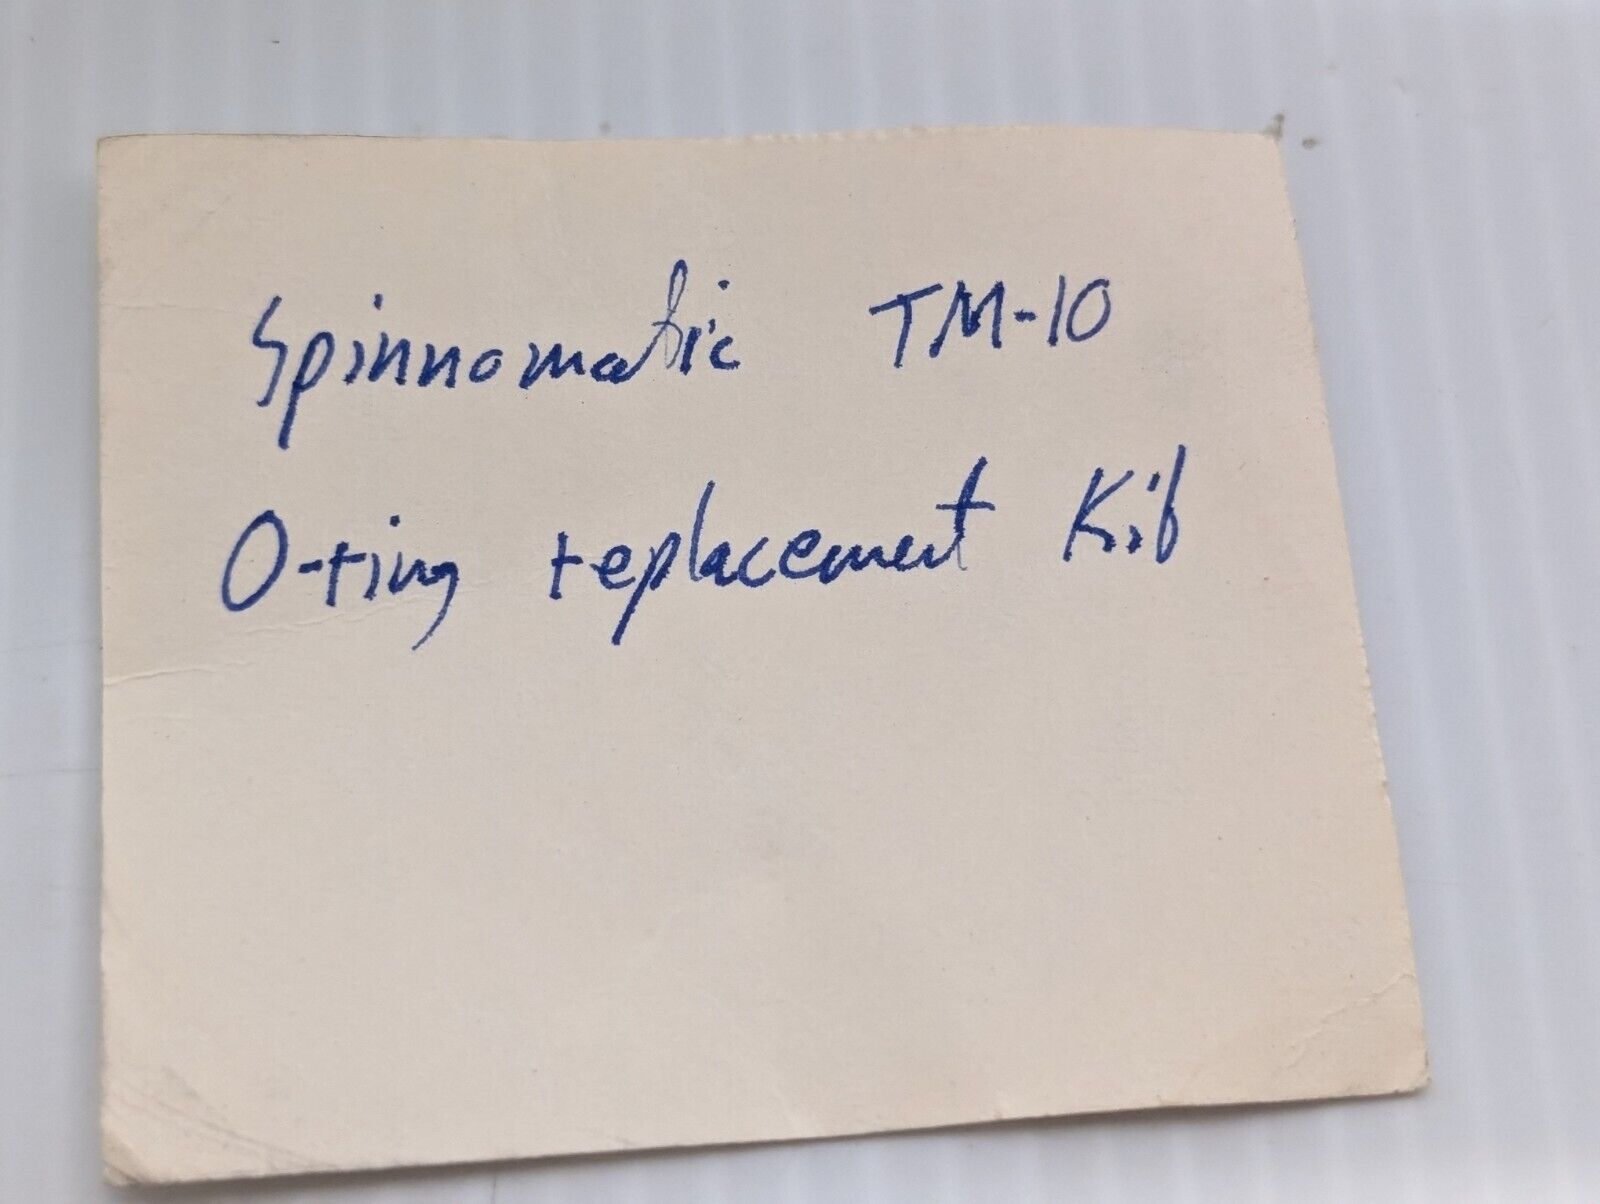 Spinnomatic TM-10
O-ring replacement Kit